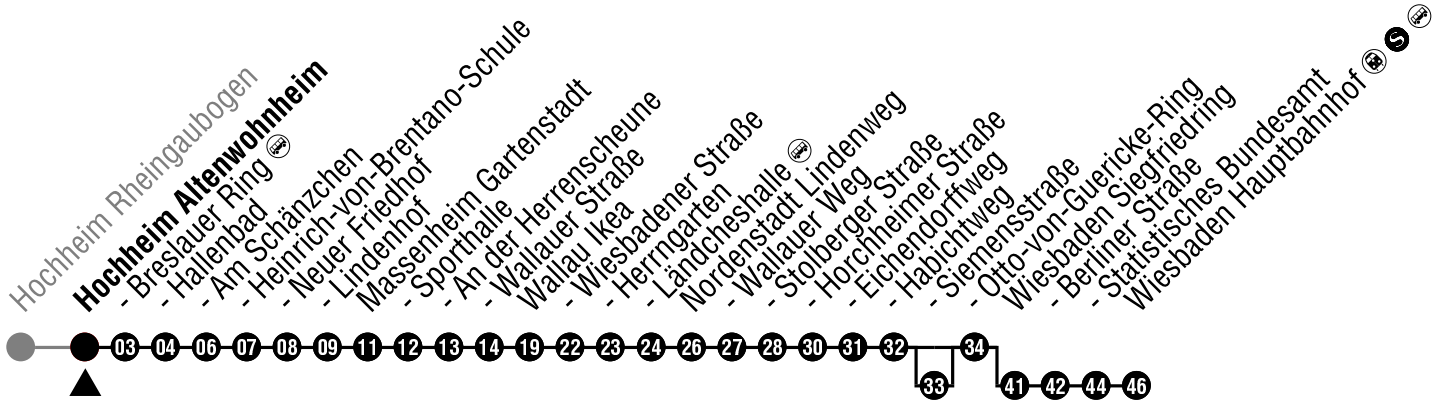 Hochheim Rheingaubogen
Hochheim Altenwohnheim
- Breslauer Ring
- Hallenbad
- Am Schänzchen
- Heinrich-von-Brentano-Schule
- Neuer Friedhof
- Lindenhof
Massenheim Gartenstadt
- Sporthalle
- An der Herrenscheune
- Wallauer Straße
Wallau Ikea
- Wiesbadener Straße
- Herrngarten
- Ländcheshalle
Nordenstadt Lindenweg
- Wallauer Weg
- Stolberger Straße
- Horchheimer Straße
- Eichendorffweg
- Habichtweg
- Siemensstraße
- Otto-von-Guericke-Ring
Wiesbaden Siegfriedring
- Berliner Straße
- Statistisches Bundesamt
Wiesbaden Hauptbahnhof S
03 04 06 07 08 09 11 12 13 14 19 22 23 24 26 27 28 30 31 32 34
33 41 42 44 46